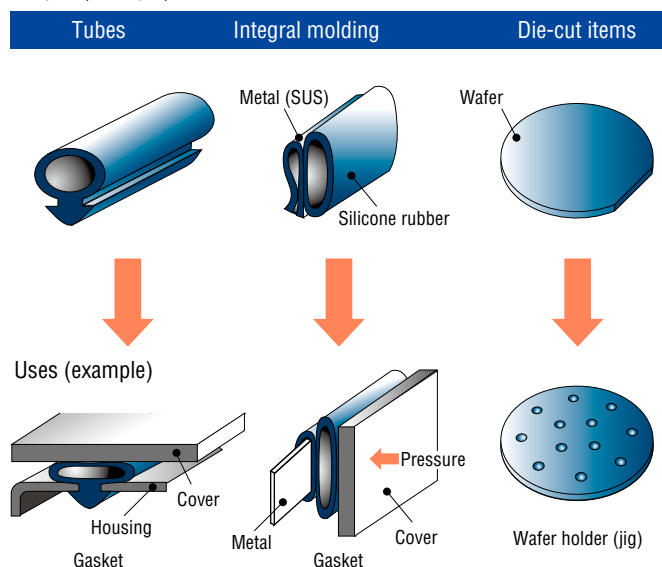 Tubes
Integral molding
Die-cut items
Metal (SUS)
Wafer
Silicone rubber
Uses (example)
Pressure
Cover
Housing
Metal
Cover
Gasket
Gasket
Wafer holder (jig)